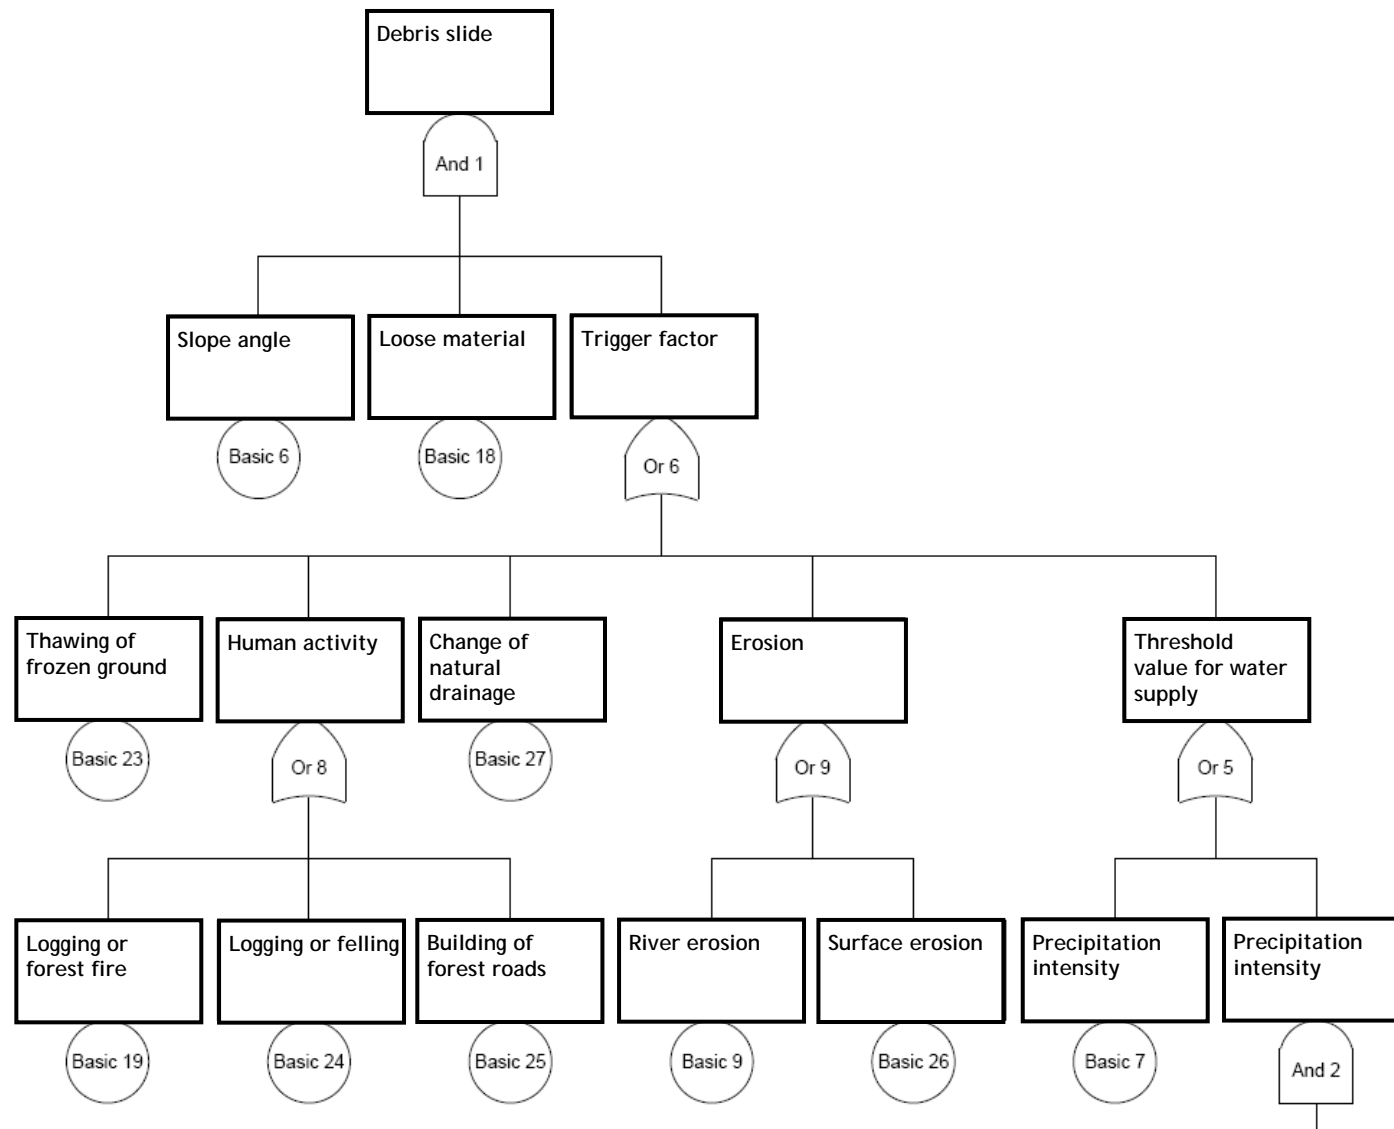 Debris slide
And 1
Slope angle
Loose material
Trigger factor
Basic 6
Basic 18
Or 6
Thawing of
frozen ground
Human activity
Change of
natural
drainage
Erosion
Threshold
value for water
supply
Basic 23
Or 8
Basic 27
Or 9
Or 5
Logging or
forest fire
Logging or felling
Building of
forest roads
River erosion
Surface erosion
Precipitation
intensity
Precipitation
intensity
Basic 19
Basic 24
Basic 25
Basic 9
Basic 26
Basic 7
And 2